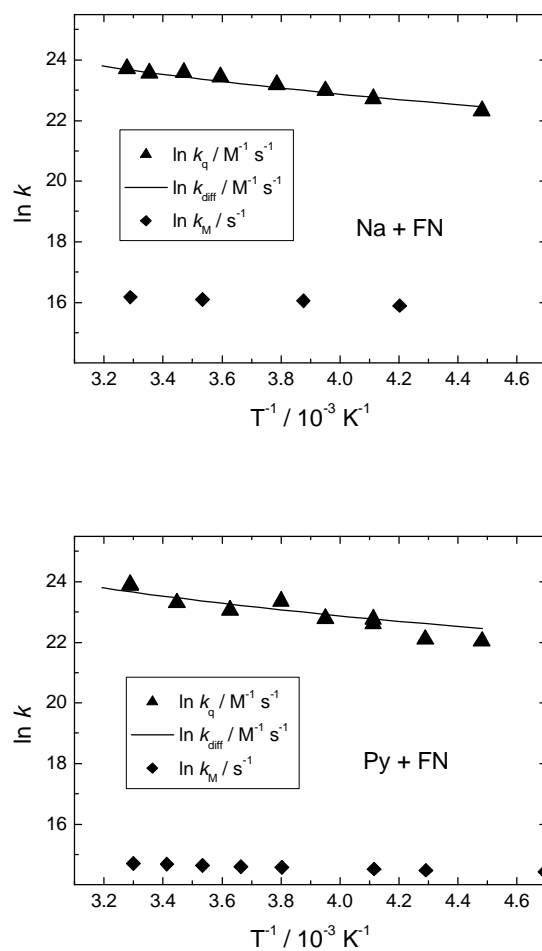 24
22
20
18
16
ln k
ln kq / M-1 s-1
ln kdiff / M-1 s-1
ln kM / s-1
Na + FN
3.2 3.4 3.6 3.8 4.0 4.2 4.4 4.6
T-1 / 10-3 K-1
26
24
22
20
18
16
ln k
ln kq / M-1 s-1
ln kdiff / M-1 s-1
ln kM / s-1
Py + FN
3.2 3.4 3.6 3.8 4.0 4.2 4.4 4.6
T-1 / 10-3 K-1